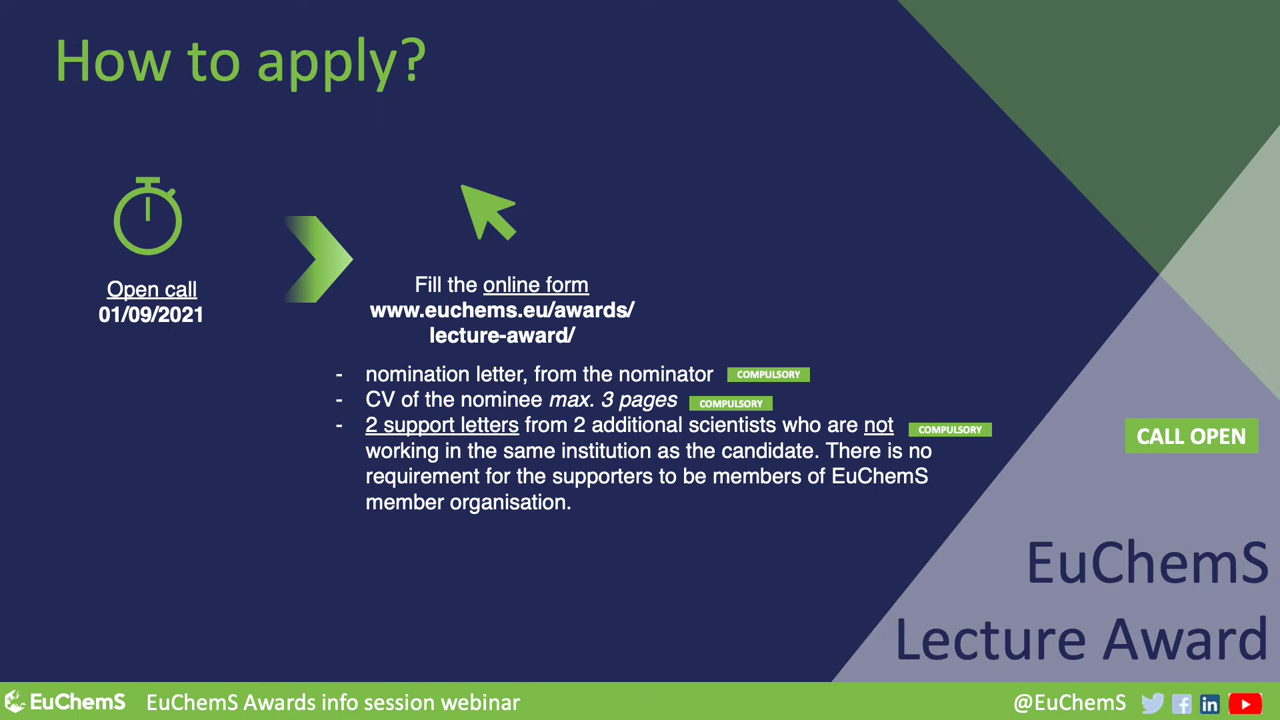 How to apply?
Open call
01/09/2021
Fill the online form
www.euchems.eu/awards/
lecture-award/
- nomination letter, from the nominator COMPULSORY
- CV of the nominee max. 3 pages COMPULSORY
- 2 support letters from 2 additional scientists who are not COMPULSORY
working in the same institution as the candidate. There is no
requirement for the supporters to be members of EuChemS
member organisation.
CALL OPEN
EuChemS
Lecture Award
EuChemS EuChemS Awards info session webinar @EuChemS